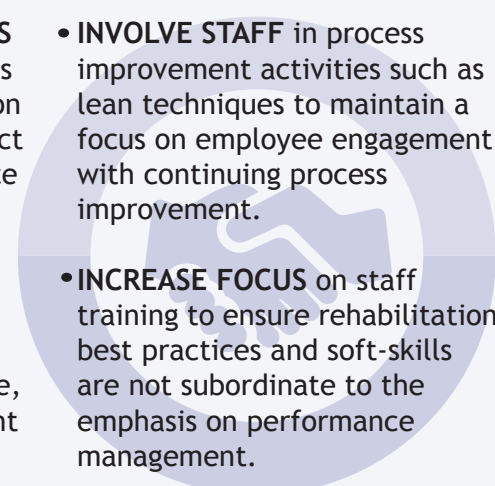 • INVOLVE STAFF in process
improvement activities such as
lean techniques to maintain a
focus on employee engagement
with continuing process
improvement.
• INCREASE FOCUS on staff
training to ensure rehabilitation
best practices and soft-skills
are not subordinate to the
emphasis on performance
management.